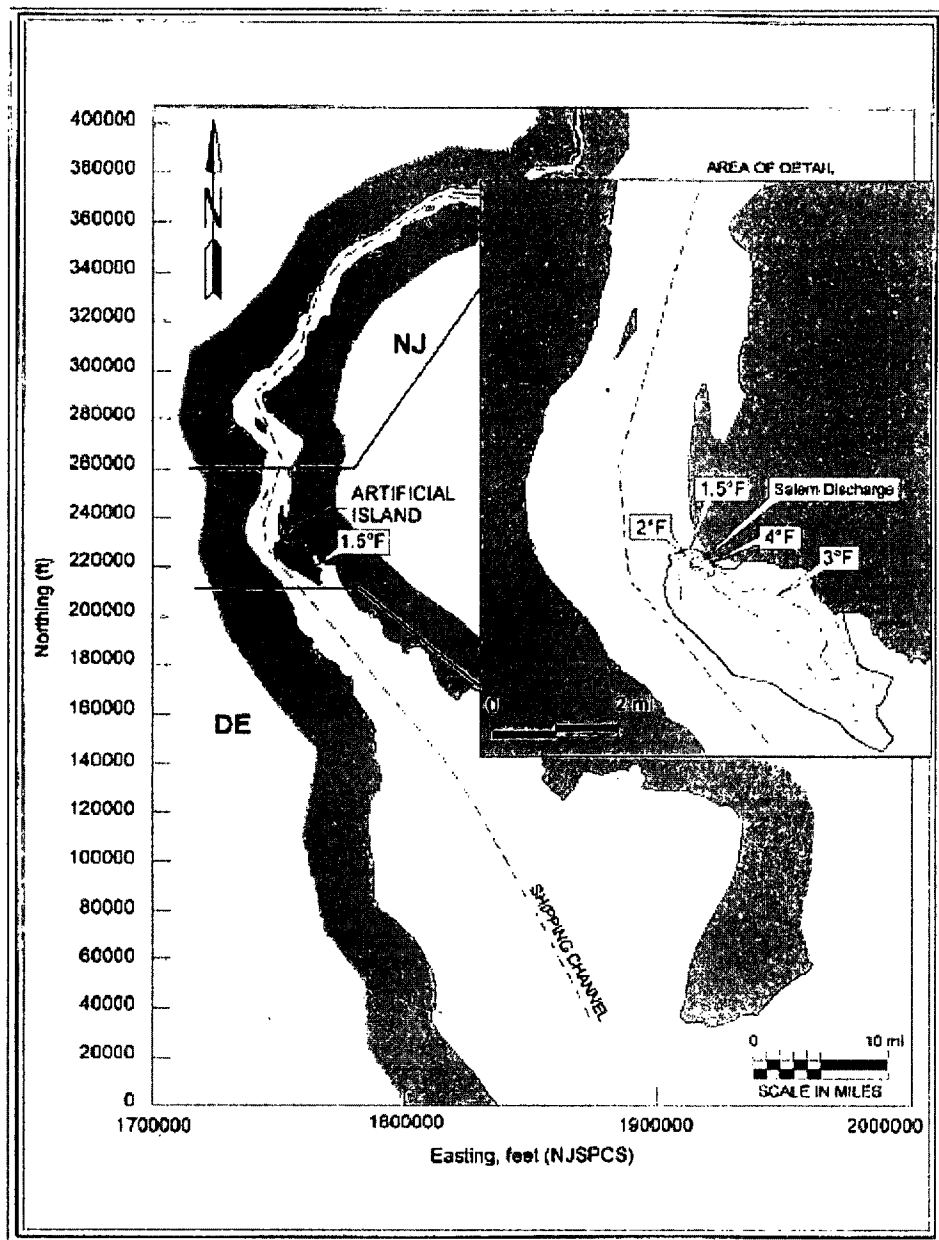 400000
380000
360000
340000
320000
300000
280000
260000
240000
220000
200000
180000
160000
140000
120000
100000
80000
60000
40000
20000
0
Northing (ft)
N
AREA OF DETAIL
NJ
ARTIFICIAL
ISLAND
1.5°F
DE
1.5°F
Salem Discharge
2°F
4°F
3°F
0 2 mi
SHIPPING CHANNEL
0 10 mi
SCALE IN MILES
1700000 1800000 1900000 2000000
Easting, feet (NJSPCS)